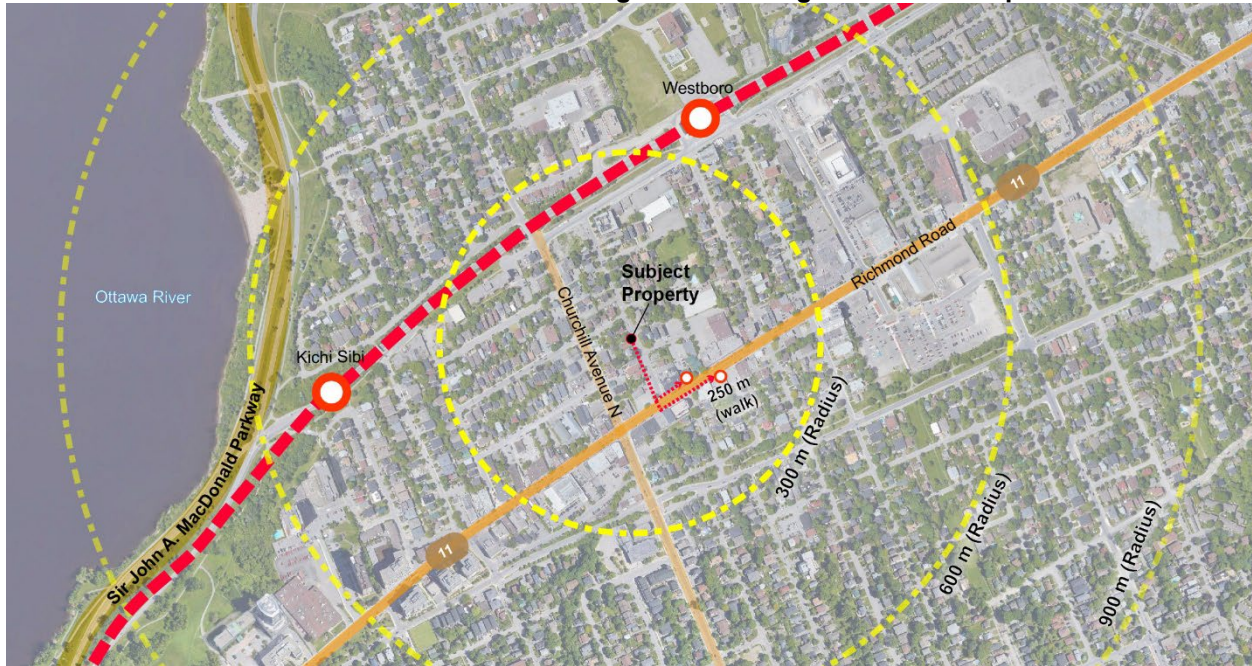 Westboro
11
Richmond Road
Subject
Property
Ottawa River
Churchill Avenue N
Kichi Sibi
250 m
(walk)
300 m (Radius)
Sir John A. MacDonald Parkway
11
600 m (Radius)
900 m (Radius)